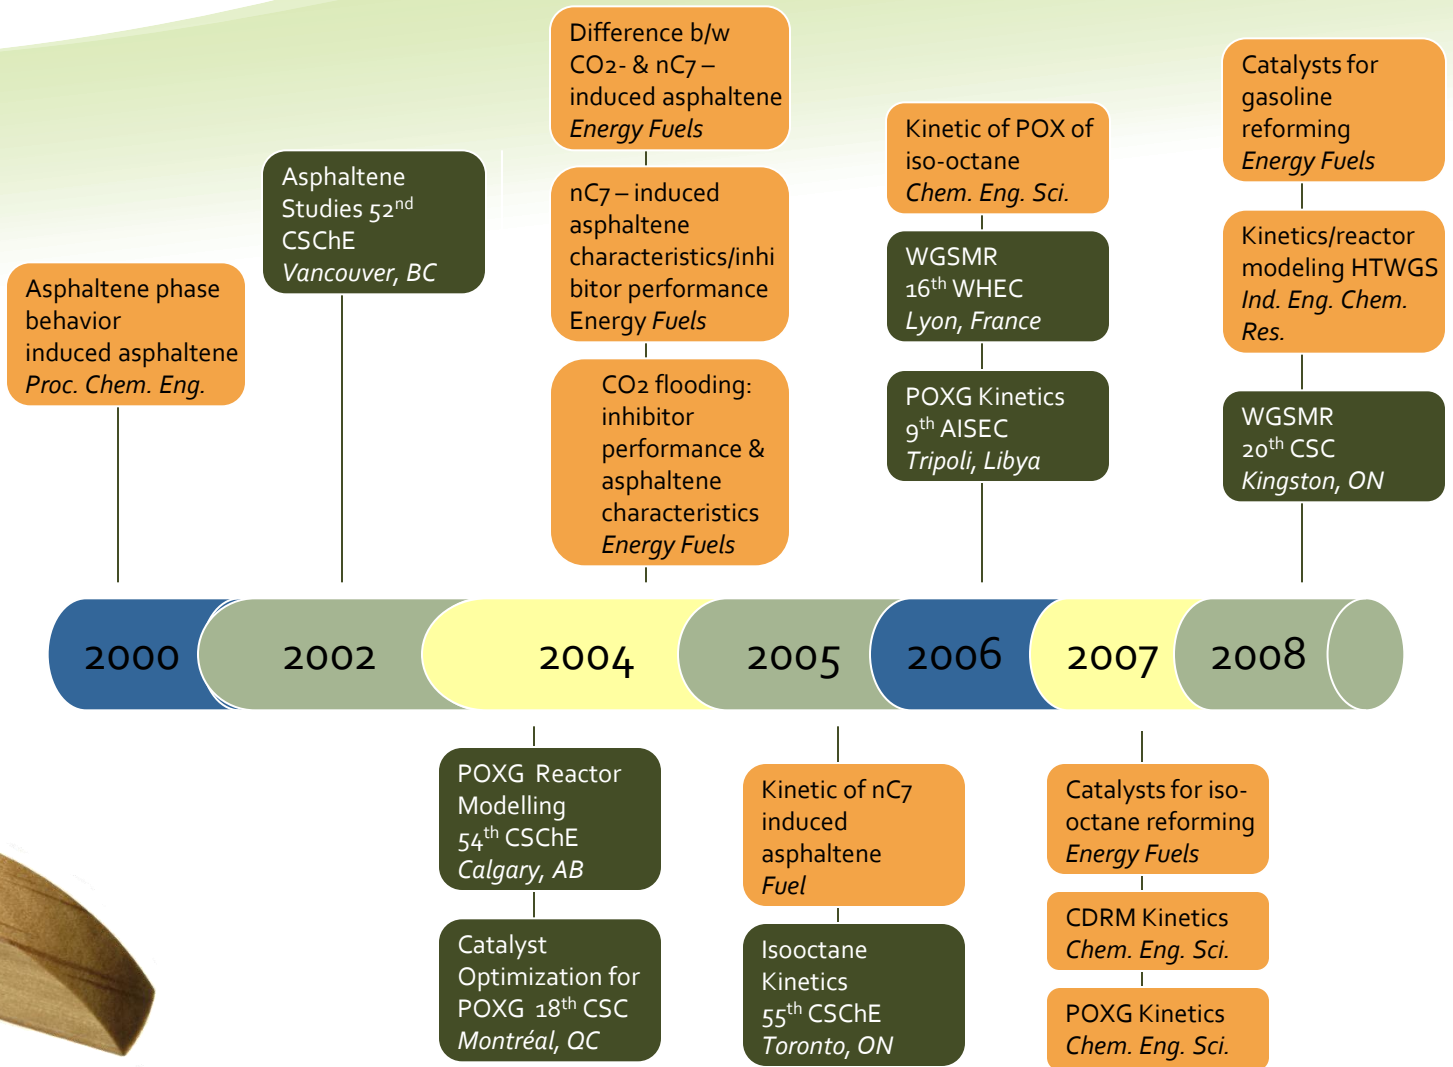 Asphaltene phase
behavior
induced asphaltene
Proc. Chem. Eng.
Asphaltene
Studies 52nd
CSChE
Vancouver, BC
Difference b/w
CO2- & nC7 –
induced asphaltene
Energy Fuels
nC7 – induced
asphaltene
characteristics/inhi
bitor performance
Energy Fuels
CO2 flooding:
inhibitor
performance &
asphaltene
characteristics
Energy Fuels
Kinetic of POX of
iso-octane
Chem. Eng. Sci.
WGSMR
16th WHEC
Lyon, France
POXG Kinetics
9th AISEC
Tripoli, Libya
Catalysts for
gasoline
reforming
Energy Fuels
Kinetics/reactor
modeling HTWGS
Ind. Eng. Chem.
Res.
WGSMR
20th CSC
Kingston, ON
2000
2002
2004
2005
2006
2007
2008
POXG Reactor
Modelling
54th CSChE
Calgary, AB
Catalyst
Optimization for
POXG 18th CSC
Montréal, QC
Kinetic of nC7
induced
asphaltene
Fuel
Isooctane
Kinetics
55th CSChE
Toronto, ON
Catalysts for iso-
octane reforming
Energy Fuels
CDRM Kinetics
Chem. Eng. Sci.
POXG Kinetics
Chem. Eng. Sci.